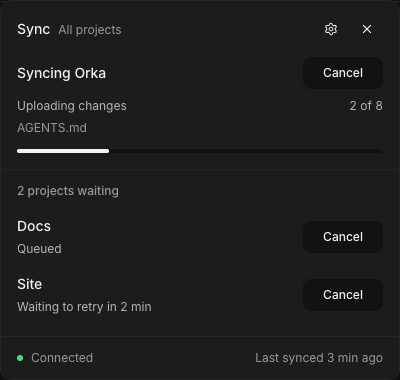 Sync All projects
Syncing Orka Cancel
Uploading changes 2 of 8
AGENTS.md
2 projects waiting
Docs
Queued
Cancel
Site
Waiting to retry in 2 min
Cancel
Connected Last synced 3 min ago